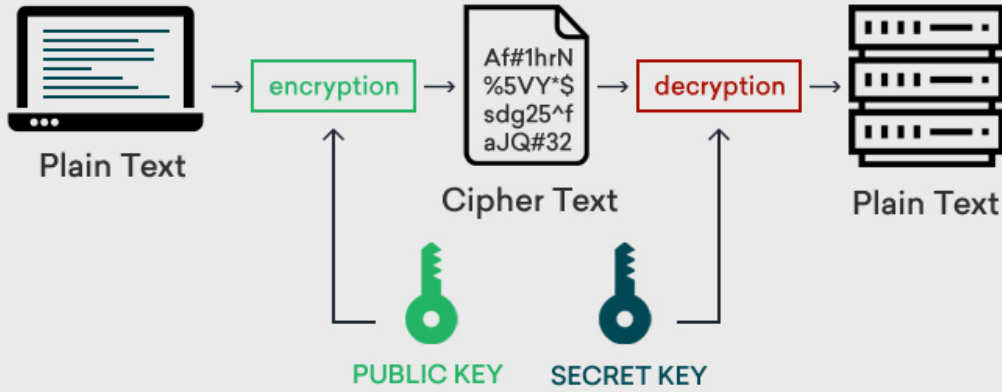 encryption
Af#1hrN
%5VY*$
sdg25^f
aJQ#32
decryption
Plain Text
Cipher Text
Plain Text
PUBLIC KEY
SECRET KEY